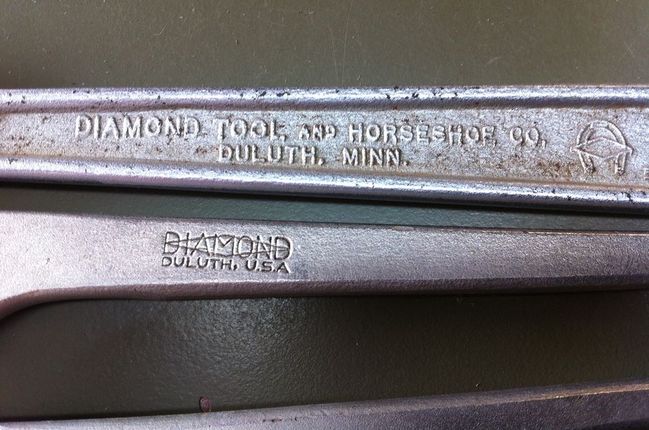 DIAMOND TOOL AND HORSESHOE CO.
DULUTH, MINN.
DIAMOND
DULUTH, U.S.A